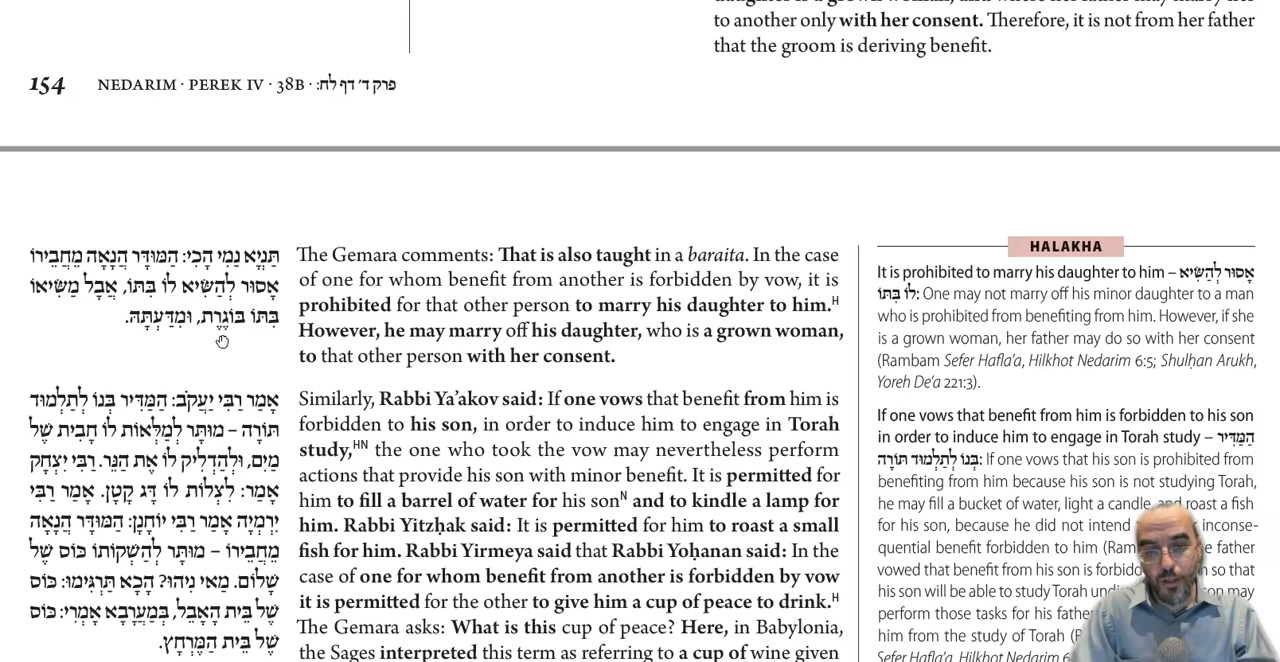 daughter is a grown woman, and where her father may marry her
to another only with her consent. Therefore, it is not from her father
that the groom is deriving benefit.
154 NEDARIM · PEREK IV · 38B · פרק ד׳ דף לח:
תַּנְיָא נַמִי הָכִי: הַמּוּדָּר הֲנָאָה מֵחֲבֵירוֹ
אָסוּר לְהַשִּׂיא לוֹ בִּתּוֹ, אֲבָל מַשִּׂיאוֹ
בִּתּוֹ בּוֹגֶרֶת, וּמִדַּעְתָּהּ.
אָמַר רַבִּי יַעֲקֹב: הַמַּדִּיר בְּנוֹ לְתַלְמוּד
תּוֹרָה – מוּתָּר לְמַלֹּאות לוֹ חָבִית שֶׁל
מַיִם, וּלְהַדְלִיק לוֹ אֶת הַנֵּר. רַבִּי יִצְחָק
אָמַר: לִצְלוֹת לוֹ דָּג קָטָן. אָמַר רַבִּי
יִרְמְיָה אָמַר רַבִּי יוֹחָנָן: הַמּוּדָּר הֲנָאָה
מֵחֲבֵירוֹ – מוּתָּר לְהַשְׁקוֹתוֹ כּוֹס שֶׁל
שָׁלוֹם. מַאי נִיהוּ? הָכָא תַּרְגִּימוּ: כּוֹס
שֶׁל בֵּית הָאָבֵל, בְּמַעְרָבָא אָמְרִי: כּוֹס
שֶׁל בֵּית הַמֶּרְחָץ.
The Gemara comments: That is also taught in a baraita. In the case
of one for whom benefit from another is forbidden by vow, it is
prohibited for that other person to marry his daughter to him.H
However, he may marry off his daughter, who is a grown woman,
to that other person with her consent.
Similarly, Rabbi Ya'akov said: If one vows that benefit from him is
forbidden to his son, in order to induce him to engage in Torah
study,HN the one who took the vow may nevertheless perform
actions that provide his son with minor benefit. It is permitted for
him to fill a barrel of water for his sonN and to kindle a lamp for
him. Rabbi Yitzḥak said: It is permitted for him to roast a small
fish for him. Rabbi Yirmeya said that Rabbi Yoḥanan said: In the
case of one for whom benefit from another is forbidden by vow
it is permitted for the other to give him a cup of peace to drink.H
The Gemara asks: What is this cup of peace? Here, in Babylonia,
the Sages interpreted this term as referring to a cup of wine given
HALAKHA
It is prohibited to marry his daughter to him – אָסוּר לְהַשִּׂיא
לוֹ בִּתּוֹ: One may not marry off his minor daughter to a man
who is prohibited from benefiting from him. However, if she
is a grown woman, her father may do so with her consent
(Rambam Sefer Hafla'a, Hilkhot Nedarim 6:5; Shulḥan Arukh,
Yoreh De'a 221:3).
If one vows that benefit from him is forbidden to his son
in order to induce him to engage in Torah study – הַמַּדִּיר
בְּנוֹ לְתַלְמוּד תּוֹרָה: If one vows that his son is prohibited from
benefiting from him because his son is not studying Torah,
he may fill a bucket of water, light a candle, and roast a fish
for his son, because he did not intend inconse-
quential benefit forbidden to him father
vowed that benefit from his son is so that
his son will be able to study Torah may
perform those tasks for his father
him from the study of Torah
Sefer Hafla'a, Hilkhot Nedarim